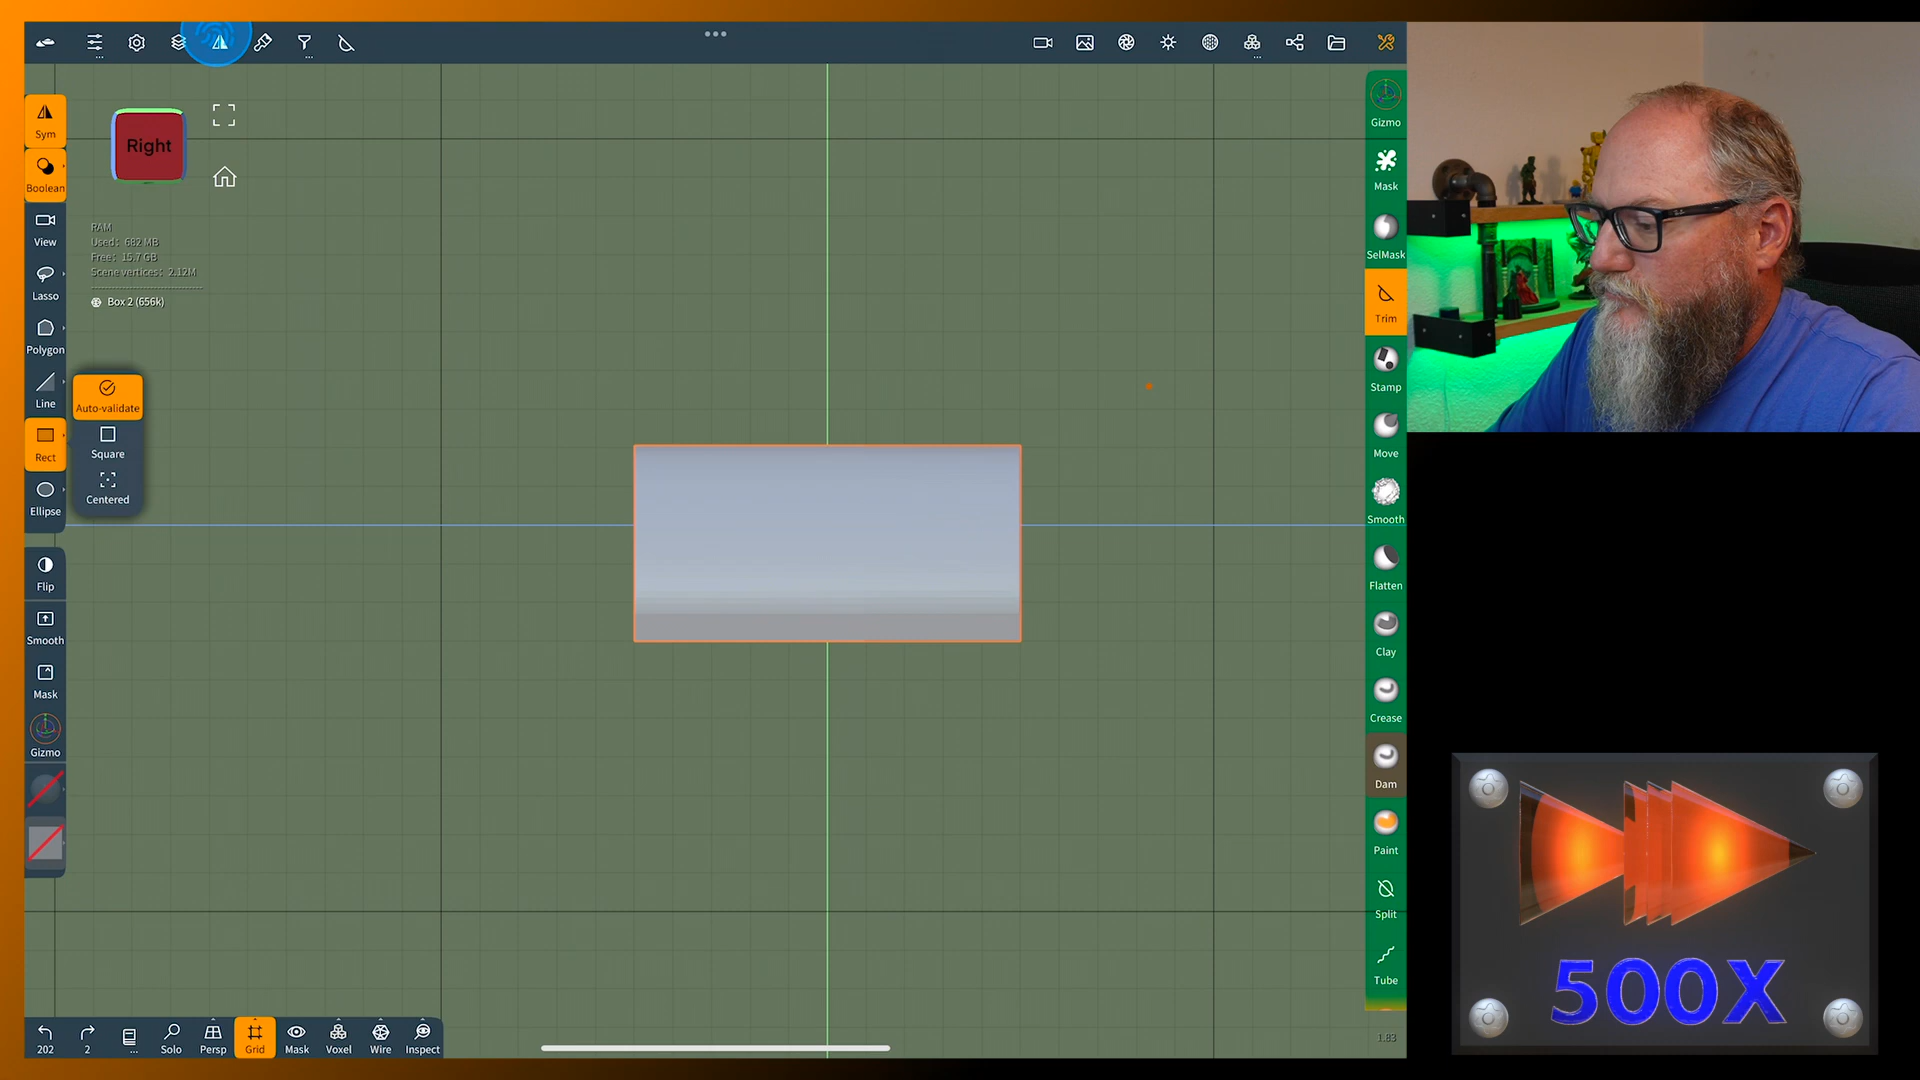 Sym
Boolean
View
Lasso
Polygon
Line
Rect
Ellipse
Flip
Smooth
Mask
Gizmo
Right
RAM
Used: 682 MB
Free: 15.7 GB
Scene vertices: 2.12M
Box 2 (656k)
Auto-validate
Square
Centered
Gizmo
Mask
SelMask
Trim
Stamp
Move
Smooth
Flatten
Clay
Crease
Dam
Paint
Split
Tube
1.83
202
2
...
Solo
Persp
Grid
Mask
Voxel
Wire
Inspect
500X